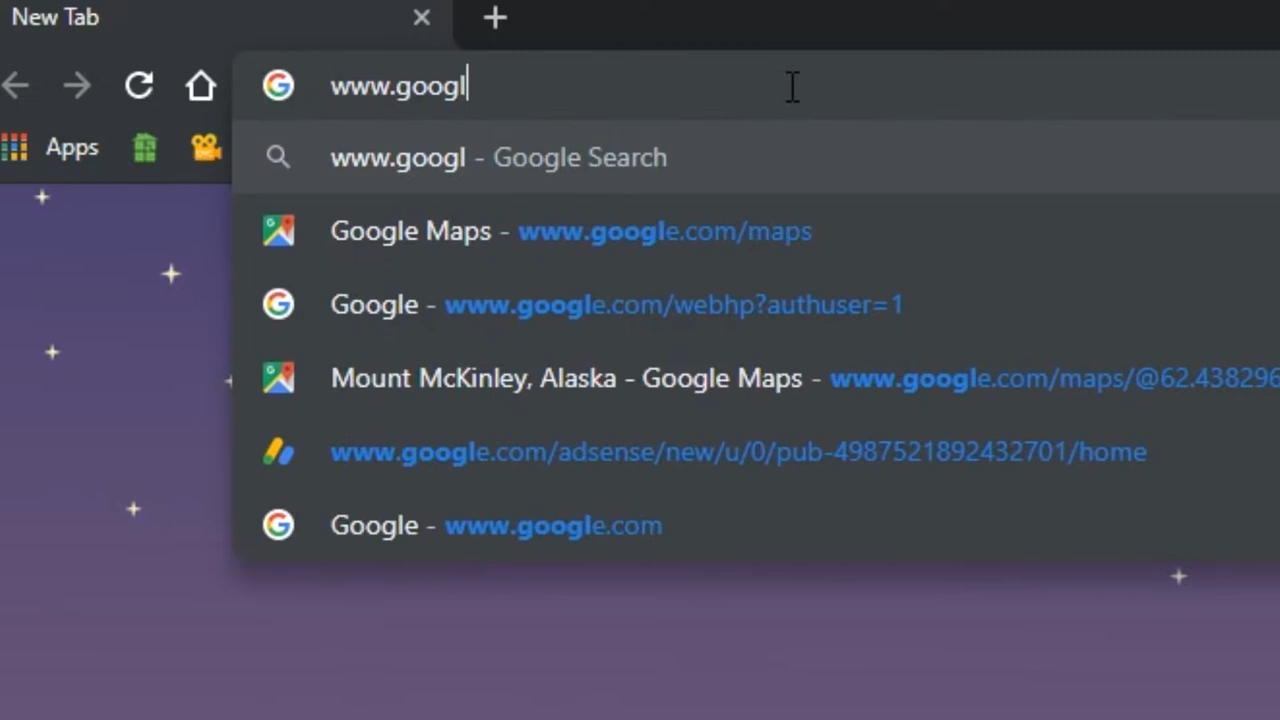 New Tab
www.googl
Apps
www.googl - Google Search
Google Maps - www.google.com/maps
Google - www.google.com/webhp?authuser=1
Mount McKinley, Alaska - Google Maps - www.google.com/maps/@62.438296
www.google.com/adsense/new/u/0/pub-4987521892432701/home
Google - www.google.com